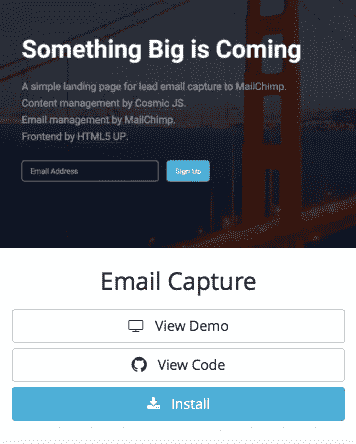 Something Big is Coming
A simple landing page for lead email capture to MailChimp.
Content management by Cosmic JS.
Email management by MailChimp.
Frontend by HTML5 UP.
Email Address
Sign Up
Email Capture
View Demo
View Code
Install